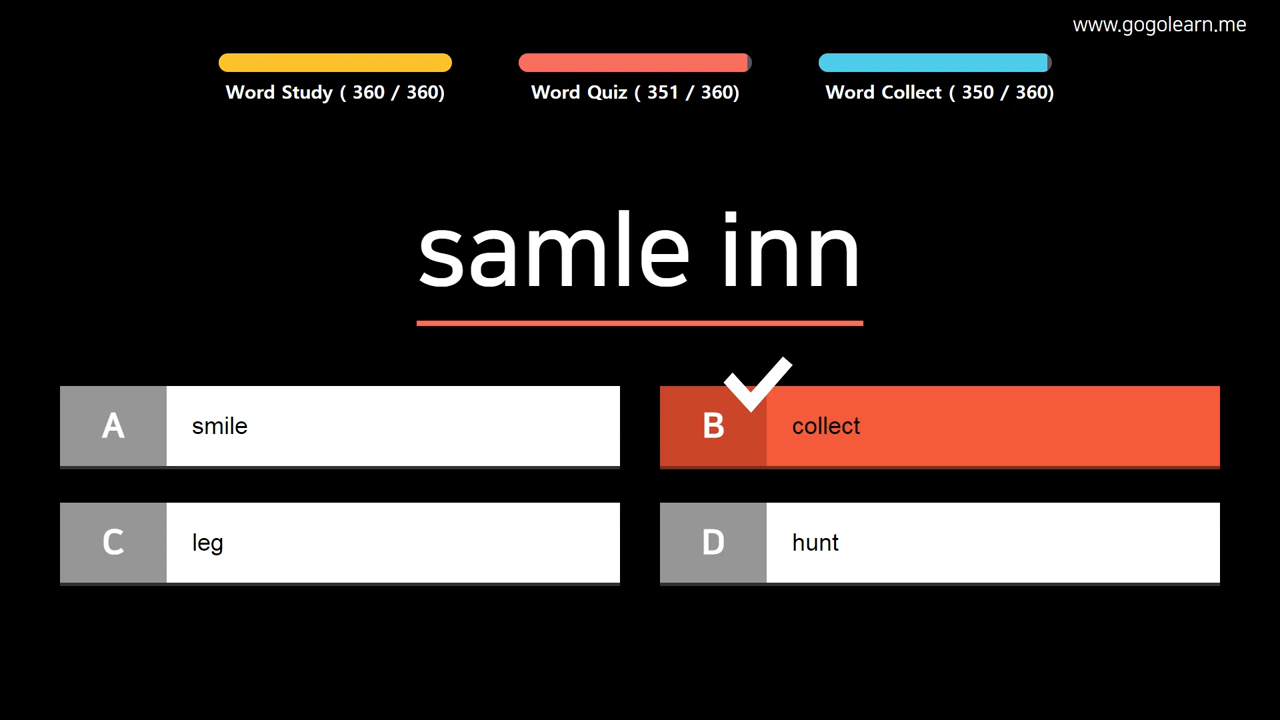 www.gogolearn.me
Word Study ( 360 / 360)
Word Quiz ( 351 / 360)
Word Collect ( 350 / 360)
samle inn
A smile
B collect
C leg
D hunt